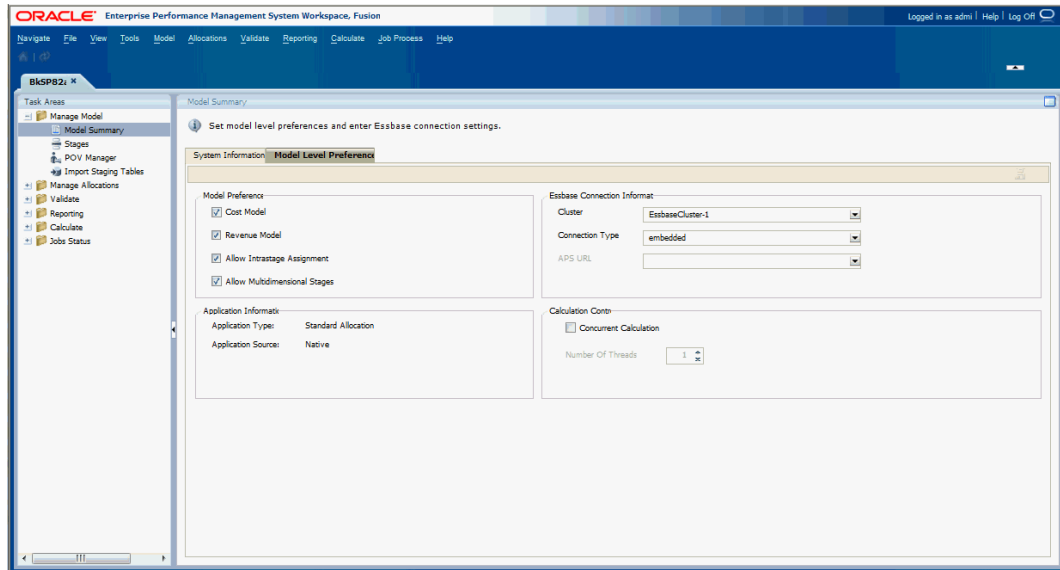 ORACLE® Enterprise Performance Management System Workspace, Fusion
Logged in as admi | Help | Log Off
Navigate File View Tools Model Allocations Validate Reporting Calculate Job Process Help
BkSP82
Task Areas
Manage Model
Model Summary
Stages
POV Manager
Import Staging Tables
Manage Allocations
Validate
Reporting
Calculate
Jobs Status
Model Summary
Set model level preferences and enter Essbase connection settings.
System Information
Model Level Preference
Model Preference
Cost Model
Revenue Model
Allow Intrastage Assignment
Allow Multidimensional Stages
Essbase Connection Informat
Cluster EssbaseCluster-1
Connection Type embedded
APS URL
Application Informati
Application Type: Standard Allocation
Application Source: Native
Calculation Contr
Concurrent Calculation
Number Of Threads 1